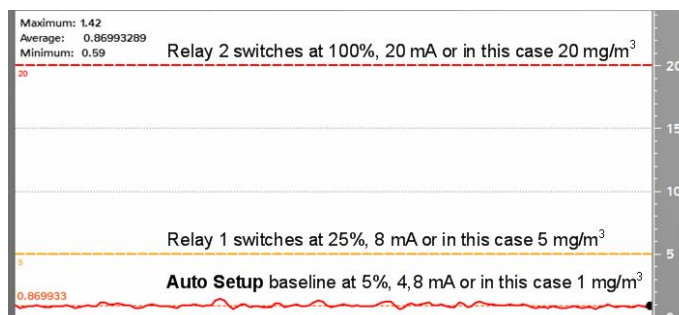 Maximum: 1.42
Average: 0.86993289
Minimum: 0.59
Relay 2 switches at 100%, 20 mA or in this case 20 mg/m³
20
20
15
10
Relay 1 switches at 25%, 8 mA or in this case 5 mg/m³
5
5
Auto Setup baseline at 5%, 4,8 mA or in this case 1 mg/m³
0.869933